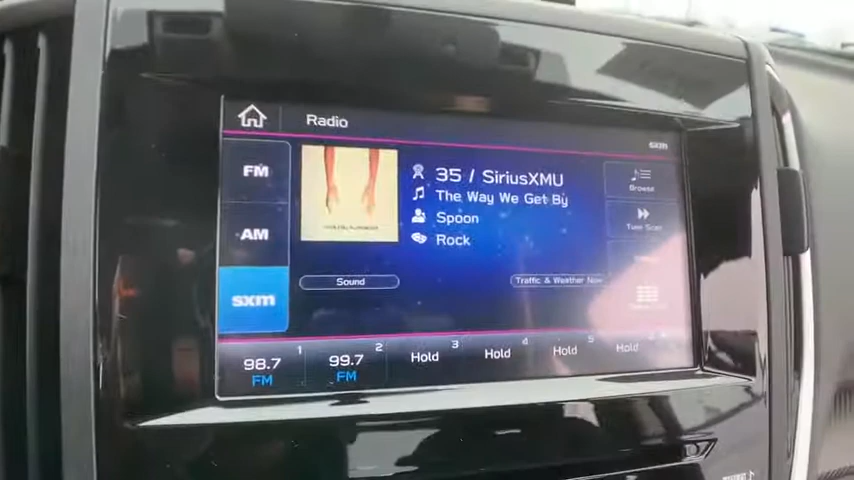 Radio
sxm
FM
35 / SiriusXMU
Browse
The Way We Get By
AM
Spoon
Tune Scan
Rock
sxm
Sound
Traffic & Weather Now
1
2
3
4
5
98.7
99.7
Hold
Hold
Hold
Hold
FM
FM